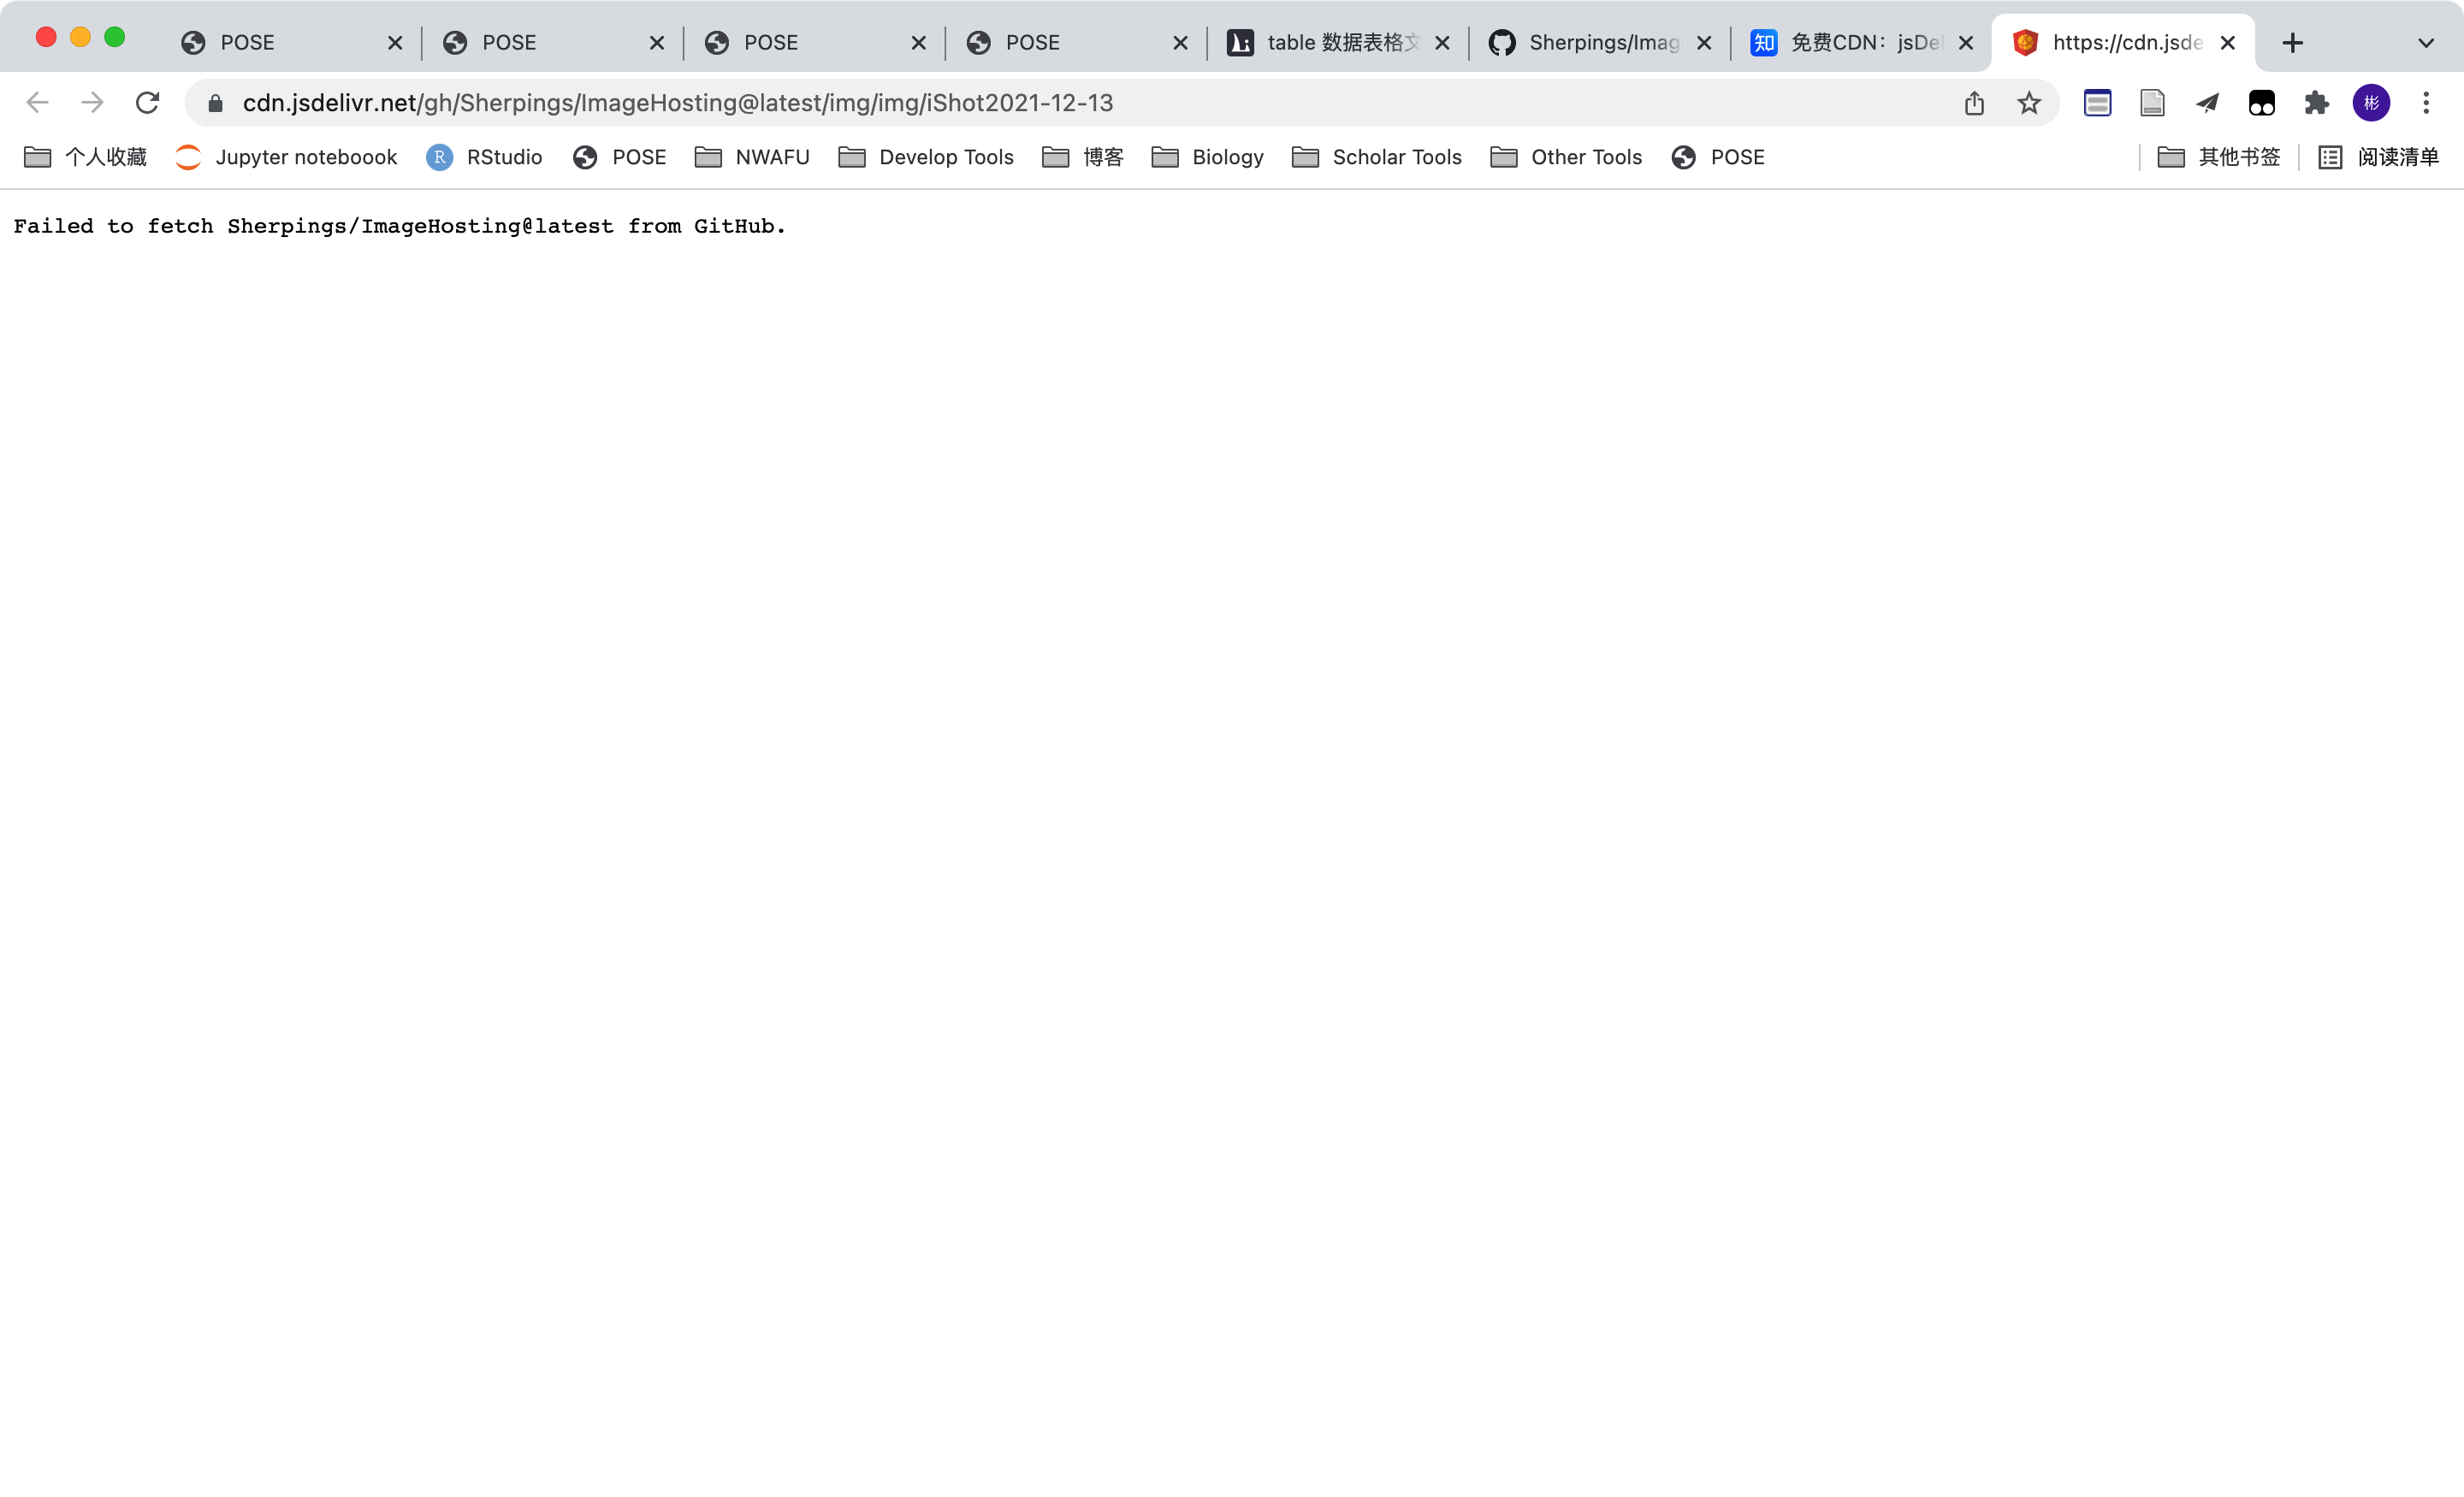 POSE
POSE
POSE
POSE
table 数据表格文
Sherpings/Imag
知 免费CDN：jsDel
https://cdn.jsde
cdn.jsdelivr.net/gh/Sherpings/ImageHosting@latest/img/img/iShot2021-12-13
彬
个人收藏
Jupyter noteboook
R RStudio
POSE
NWAFU
Develop Tools
博客
Biology
Scholar Tools
Other Tools
POSE
其他书签
阅读清单
Failed to fetch Sherpings/ImageHosting@latest from GitHub.